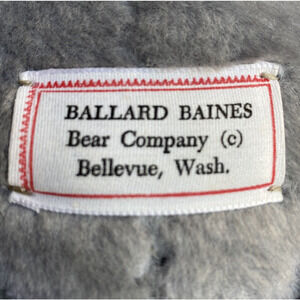 BALLARD BAINES
Bear Company (c)
Bellevue, Wash.